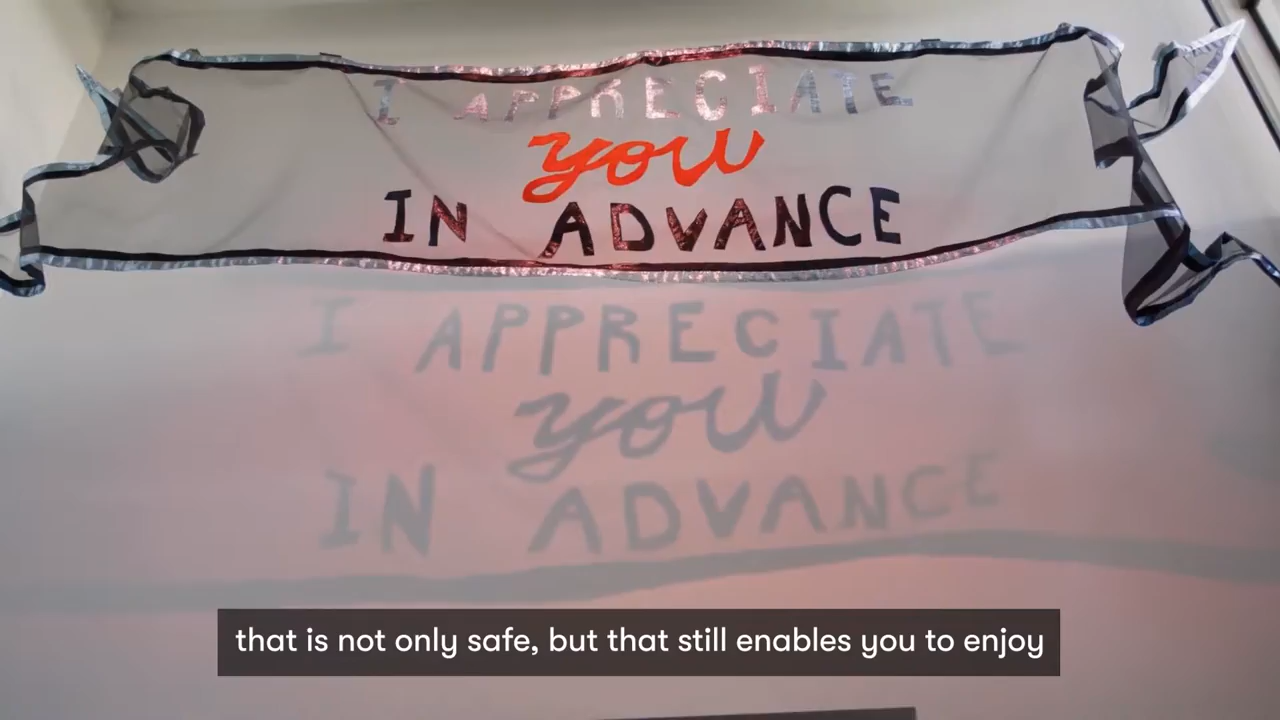 I APPRECIATE
you
IN ADVANCE
I APPRECIATE
you
IN ADVANCE
that is not only safe, but that still enables you to enjoy